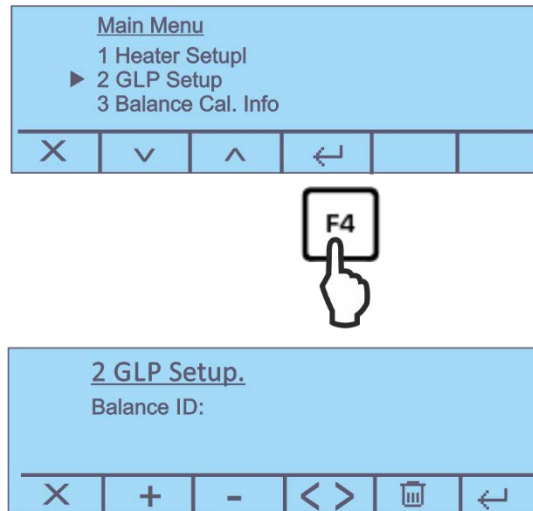 Main Menu
1 Heater Setupl
▶ 2 GLP Setup
3 Balance Cal. Info
F4
2 GLP Setup.
Balance ID:
X + - < >